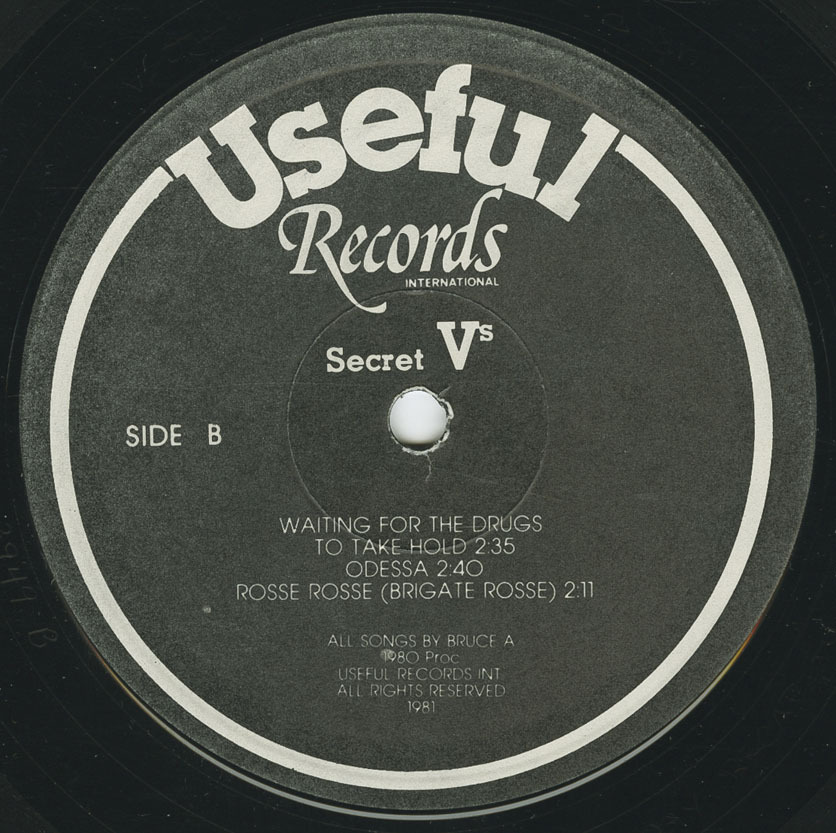 Useful
Records
INTERNATIONAL
Secret Vs
SIDE B
WAITING FOR THE DRUGS
TO TAKE HOLD 2:35
ODESSA 2:40
ROSSE ROSSE (BRIGATE ROSSE) 2:11
ALL SONGS BY BRUCE A
1980 Proc
USEFUL RECORDS INT.
ALL RIGHTS RESERVED
1981